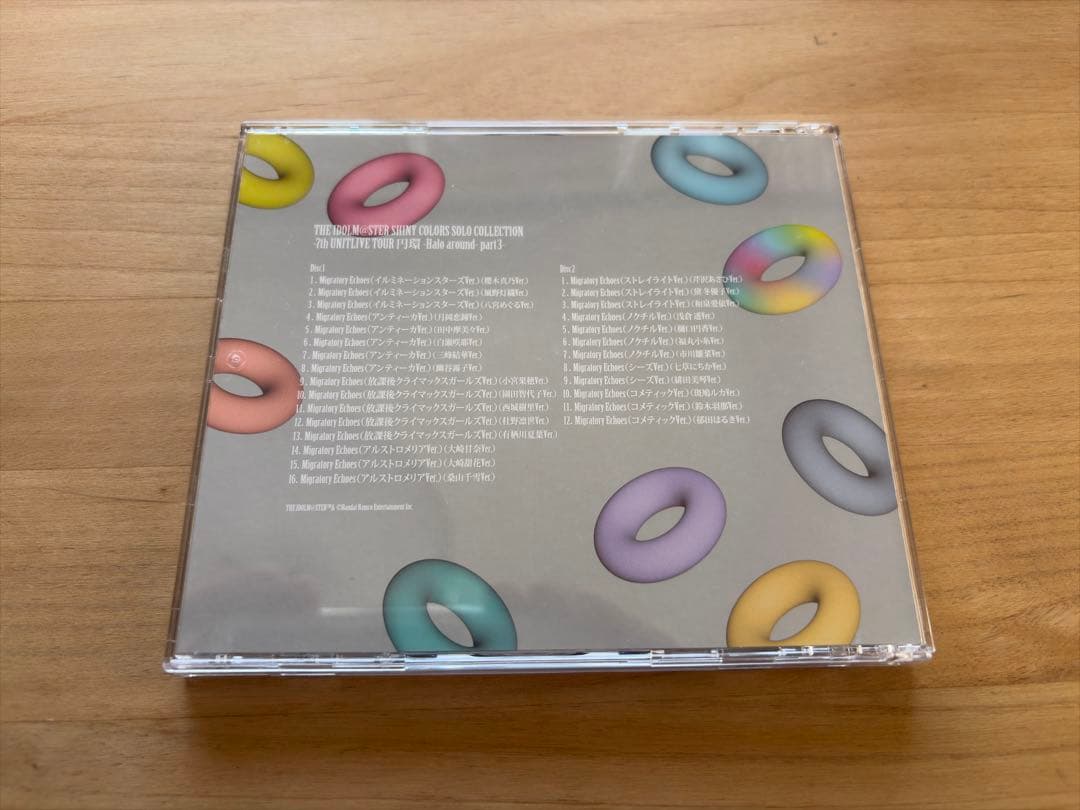 THE IDOLM@STER SHINY COLORS SOLO COLLECTION
-7th UNITLIVE TOUR 円環 -Halo around- part3-
Disc1
1. Migratory Echoes(イルミネーションスターズVer.)(櫻木真乃Ver.)
2. Migratory Echoes(イルミネーションスターズVer.)(風野灯織Ver.)
3. Migratory Echoes(イルミネーションスターズVer.)(八宮めぐるVer.)
4. Migratory Echoes(アンティーカVer.)(月岡恋鐘Ver.)
5. Migratory Echoes(アンティーカVer.)(田中摩美々Ver.)
6. Migratory Echoes(アンティーカVer.)(白瀬咲耶Ver.)
7. Migratory Echoes(アンティーカVer.)(三峰結華Ver.)
8. Migratory Echoes(アンティーカVer.)(幽谷霧子Ver.)
9. Migratory Echoes(放課後クライマックスガールズVer.)(小宮果穂Ver.)
10. Migratory Echoes(放課後クライマックスガールズVer.)(園田智代子Ver.)
11. Migratory Echoes(放課後クライマックスガールズVer.)(西城樹里Ver.)
12. Migratory Echoes(放課後クライマックスガールズVer.)(杜野凛世Ver.)
13. Migratory Echoes(放課後クライマックスガールズVer.)(有栖川夏葉Ver.)
14. Migratory Echoes(アルストロメリアVer.)(大崎甘奈Ver.)
15. Migratory Echoes(アルストロメリアVer.)(大崎甜花Ver.)
16. Migratory Echoes(アルストロメリアVer.)(桑山千雪Ver.)
Disc2
1. Migratory Echoes(ストレイライトVer.)(芹沢あさひVer.)
2. Migratory Echoes(ストレイライトVer.)(黛 冬優子Ver.)
3. Migratory Echoes(ストレイライトVer.)(和泉愛依Ver.)
4. Migratory Echoes(ノクチルVer.)(浅倉 透Ver.)
5. Migratory Echoes(ノクチルVer.)(樋口円香Ver.)
6. Migratory Echoes(ノクチルVer.)(福丸小糸Ver.)
7. Migratory Echoes(ノクチルVer.)(市川雛菜Ver.)
8. Migratory Echoes(シーズVer.)(七草にちかVer.)
9. Migratory Echoes(シーズVer.)(緋田美琴Ver.)
10. Migratory Echoes(コメティックVer.)(斑鳩ルカVer.)
11. Migratory Echoes(コメティックVer.)(鈴木羽那Ver.)
12. Migratory Echoes(コメティックVer.)(郁田はるきVer.)
THE IDOLM@STER™& ©Bandai Namco Entertainment Inc.